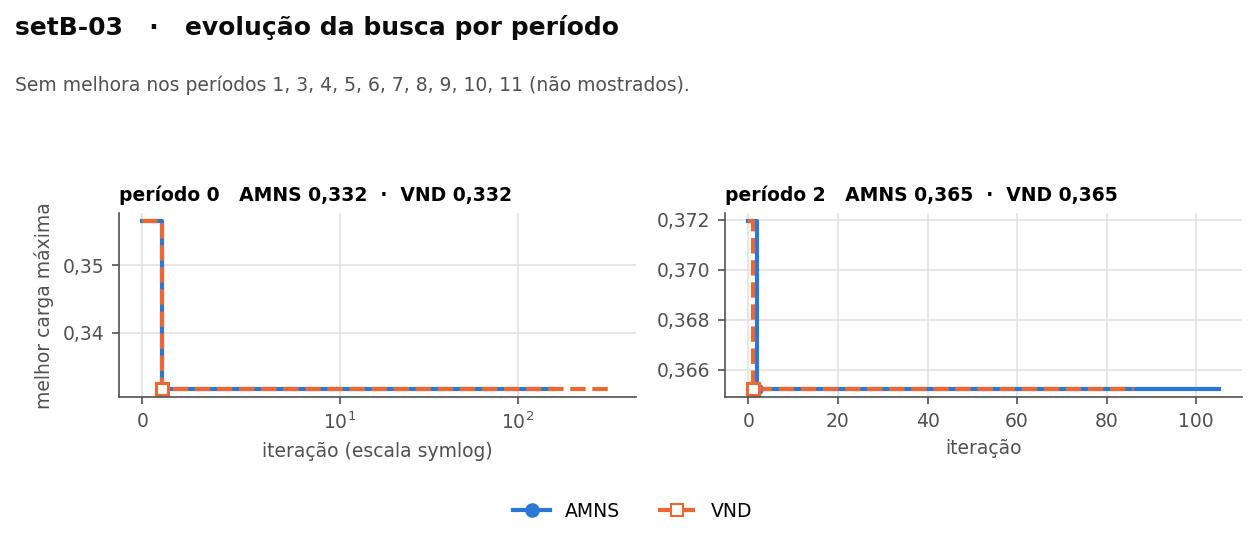 setB-03 · evolução da busca por período
Sem melhora nos períodos 1, 3, 4, 5, 6, 7, 8, 9, 10, 11 (não mostrados).
período 0 AMNS 0,332 · VND 0,332
melhor carga máxima
0,35
0,34
0 10¹ 10²
iteração (escala symlog)
período 2 AMNS 0,365 · VND 0,365
0,372
0,370
0,368
0,366
0 20 40 60 80 100
iteração
AMNS VND